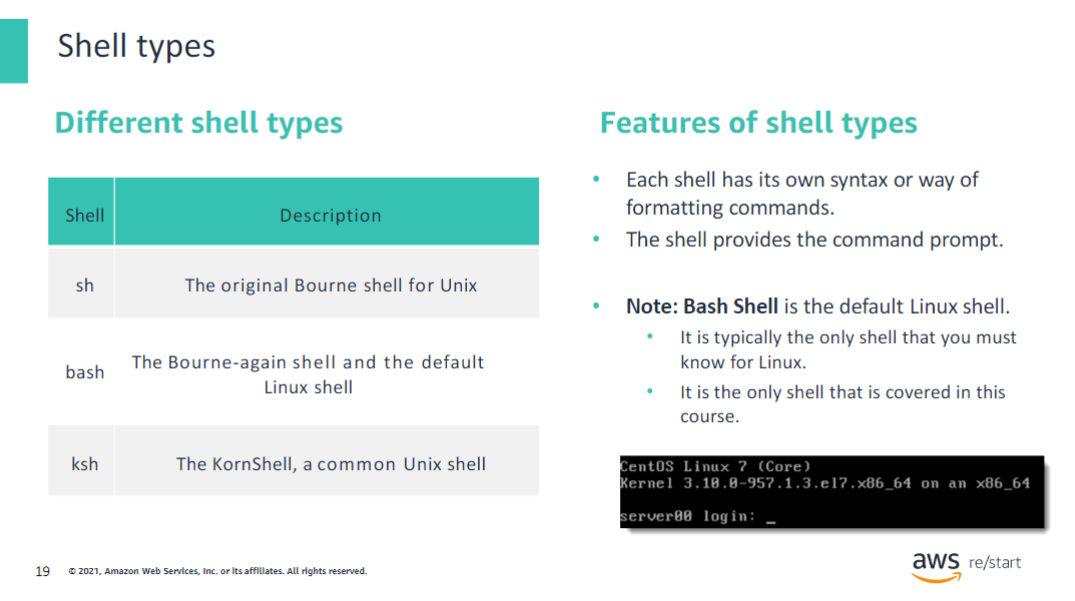 Shell types
Different shell types
Shell
Description
sh
The original Bourne shell for Unix
bash
The Bourne-again shell and the default
Linux shell
ksh
The KornShell, a common Unix shell
Features of shell types
• Each shell has its own syntax or way of
formatting commands.
• The shell provides the command prompt.
• Note: Bash Shell is the default Linux shell.
• It is typically the only shell that you must
know for Linux.
• It is the only shell that is covered in this
course.
CentOS Linux 7 (Core)
Kernel 3.10.0-957.1.3.el7.x86_64 on an x86_64
server00 login: _
19
© 2021, Amazon Web Services, Inc. or its affiliates. All rights reserved.
aws re/start